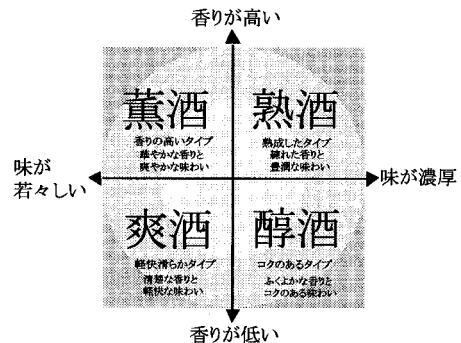 香りが高い
薫酒
香りの高いタイプ
華やかな香りと
爽やかな味わい
熟酒
熟成したタイプ
練れた香りと
豊潤な味わい
味が
若々しい
味が濃厚
爽酒
軽快滑らかタイプ
清楚な香りと
軽快な味わい
醇酒
コクのあるタイプ
ふくよかな香りと
コクのある味わい
香りが低い